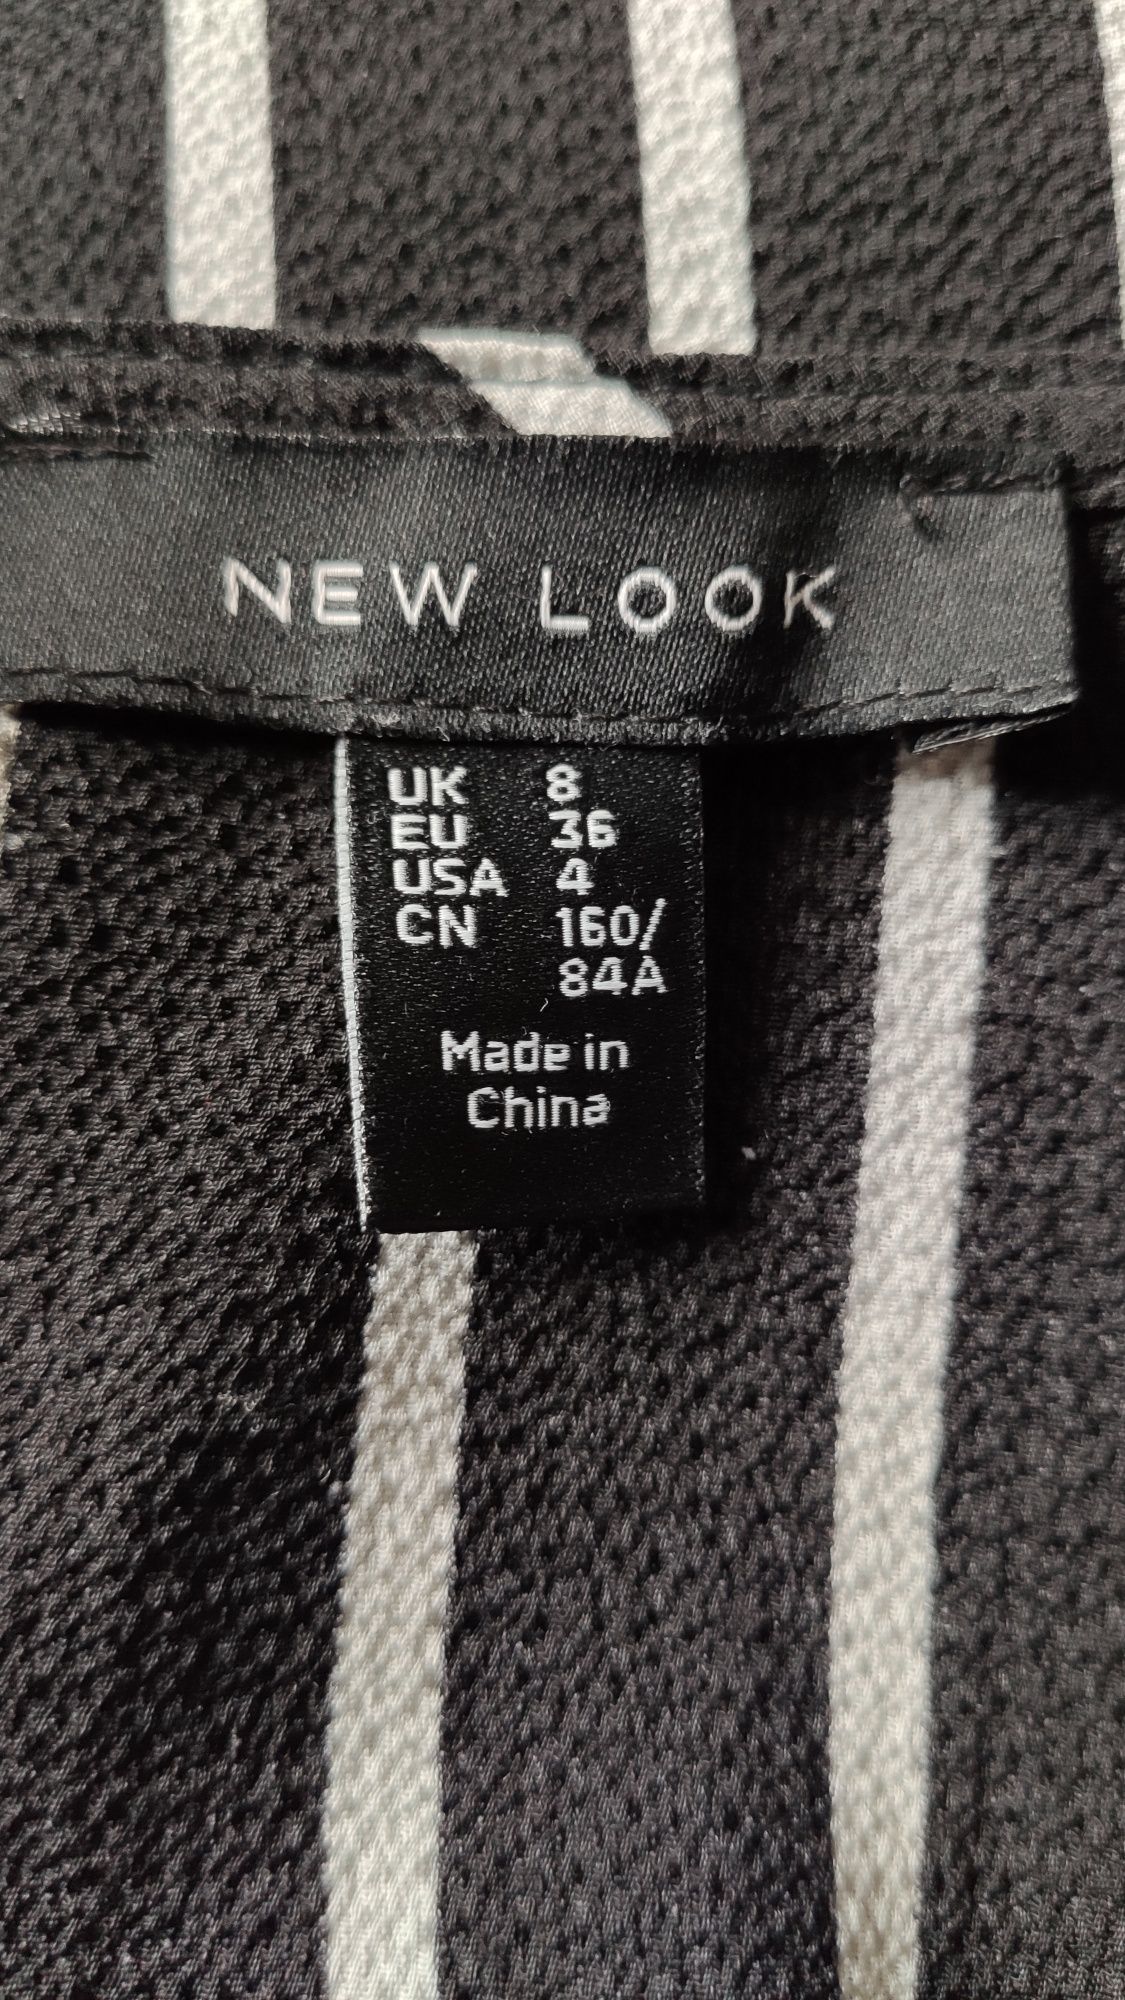 NEW LOOK
UK 8
EU 36
USA 4
CN 160/
84A
Made in
China